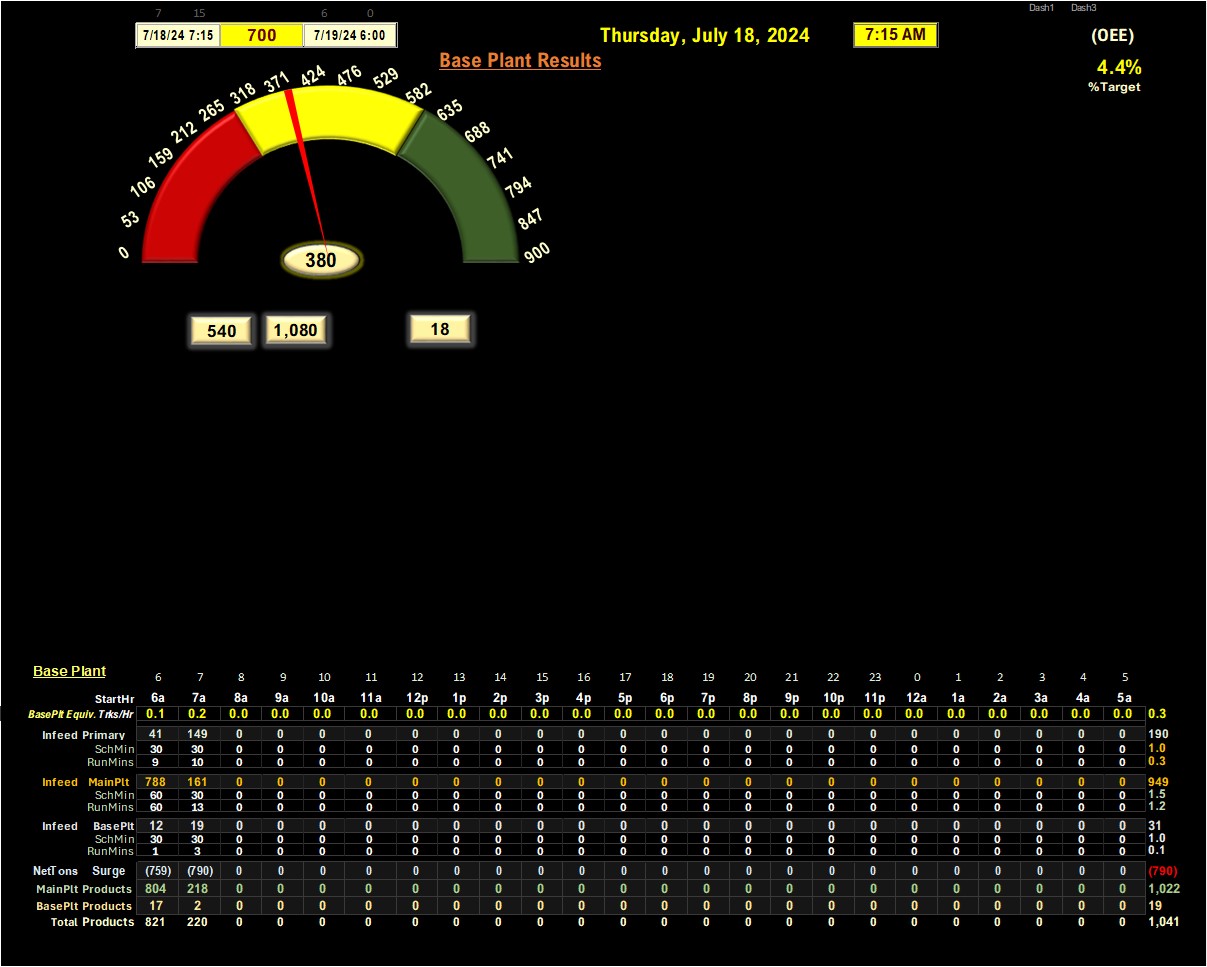 Dash1 Dash3
7 15 6 0
7/18/24 7:15 700 7/19/24 6:00 Thursday, July 18, 2024 7:15 AM (OEE)
Base Plant Results
4.4%
%Target
0 53 106 159 212 265 318 371 424 476 529 582 635 688 741 794 847 900
380
540 1,080 18
Base Plant 6 7 8 9 10 11 12 13 14 15 16 17 18 19 20 21 22 23 0 1 2 3 4 5
StartHr 6a 7a 8a 9a 10a 11a 12p 1p 2p 3p 4p 5p 6p 7p 8p 9p 10p 11p 12a 1a 2a 3a 4a 5a
BasePlt Equiv. Trks/Hr 0.1 0.2 0.0 0.0 0.0 0.0 0.0 0.0 0.0 0.0 0.0 0.0 0.0 0.0 0.0 0.0 0.0 0.0 0.0 0.0 0.0 0.0 0.0 0.0 0.3
Infeed Primary 41 149 0 0 0 0 0 0 0 0 0 0 0 0 0 0 0 0 0 0 0 0 0 0 190
SchMin 30 30 0 0 0 0 0 0 0 0 0 0 0 0 0 0 0 0 0 0 0 0 0 0 1.0
RunMins 9 10 0 0 0 0 0 0 0 0 0 0 0 0 0 0 0 0 0 0 0 0 0 0 0.3
Infeed MainPlt 788 161 0 0 0 0 0 0 0 0 0 0 0 0 0 0 0 0 0 0 0 0 0 0 949
SchMin 60 30 0 0 0 0 0 0 0 0 0 0 0 0 0 0 0 0 0 0 0 0 0 0 1.5
RunMins 60 13 0 0 0 0 0 0 0 0 0 0 0 0 0 0 0 0 0 0 0 0 0 0 1.2
Infeed BasePlt 12 19 0 0 0 0 0 0 0 0 0 0 0 0 0 0 0 0 0 0 0 0 0 0 31
SchMin 30 30 0 0 0 0 0 0 0 0 0 0 0 0 0 0 0 0 0 0 0 0 0 0 1.0
RunMins 1 3 0 0 0 0 0 0 0 0 0 0 0 0 0 0 0 0 0 0 0 0 0 0 0.1
NetTons Surge (759) (790) 0 0 0 0 0 0 0 0 0 0 0 0 0 0 0 0 0 0 0 0 0 0 (790)
MainPlt Products 804 218 0 0 0 0 0 0 0 0 0 0 0 0 0 0 0 0 0 0 0 0 0 0 1,022
BasePlt Products 17 2 0 0 0 0 0 0 0 0 0 0 0 0 0 0 0 0 0 0 0 0 0 0 19
Total Products 821 220 0 0 0 0 0 0 0 0 0 0 0 0 0 0 0 0 0 0 0 0 0 0 1,041